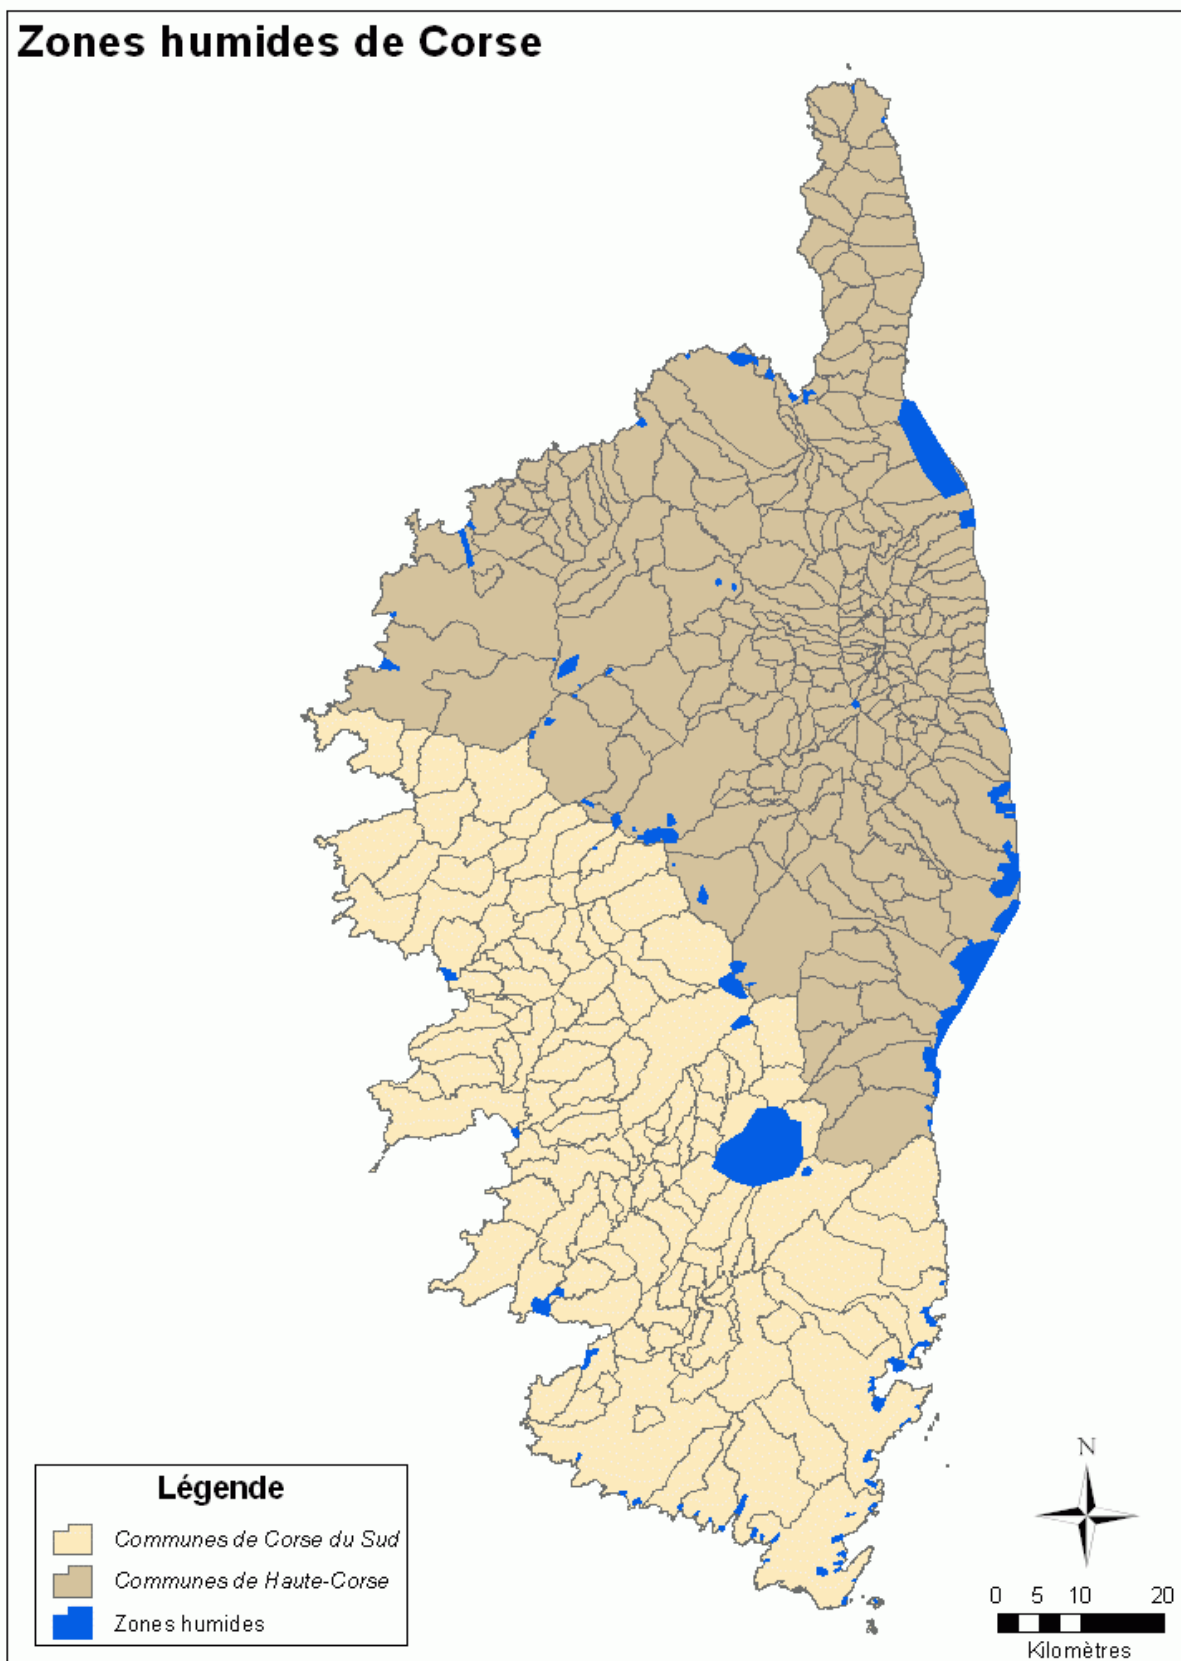 Zones humides de Corse
Légende
Communes de Corse du Sud
Communes de Haute-Corse
Zones humides
N
0 5 10 20
Kilomètres